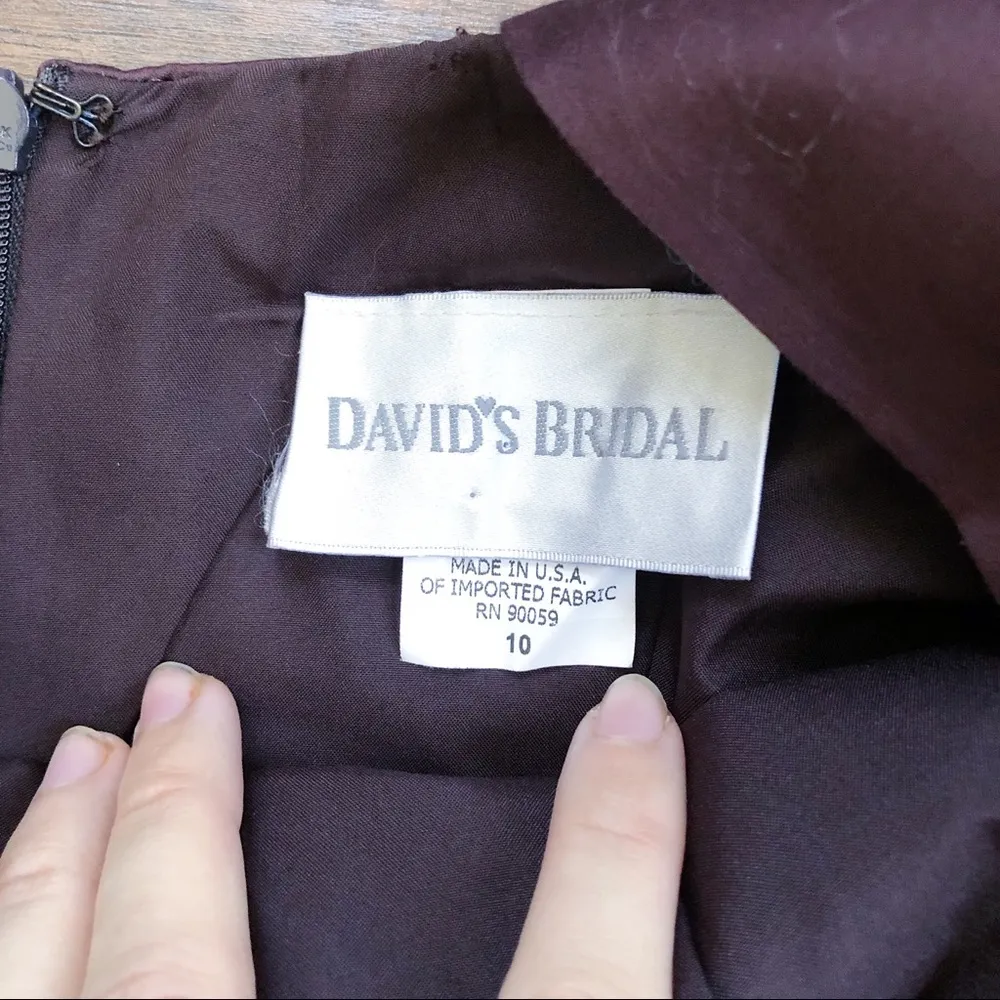 DAVID'S BRIDAL
MADE IN U.S.A.
OF IMPORTED FABRIC
RN 90059
10